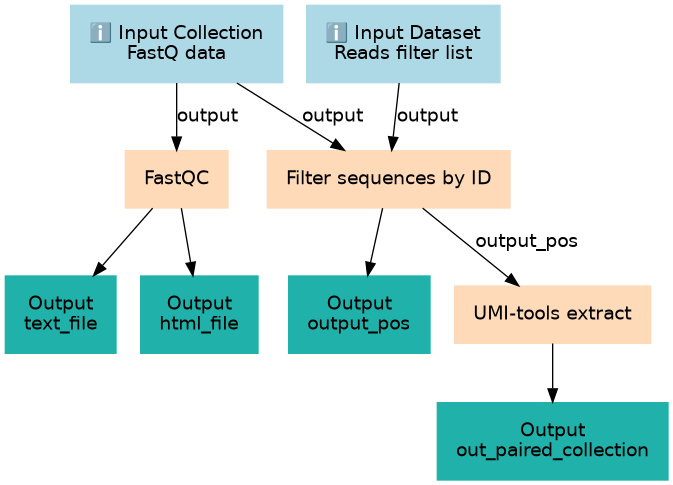 ℹ️ Input Collection
FastQ data
ℹ️ Input Dataset
Reads filter list
output
output
output
FastQC
Filter sequences by ID
output_pos
Output
text_file
Output
html_file
Output
output_pos
UMI-tools extract
Output
out_paired_collection